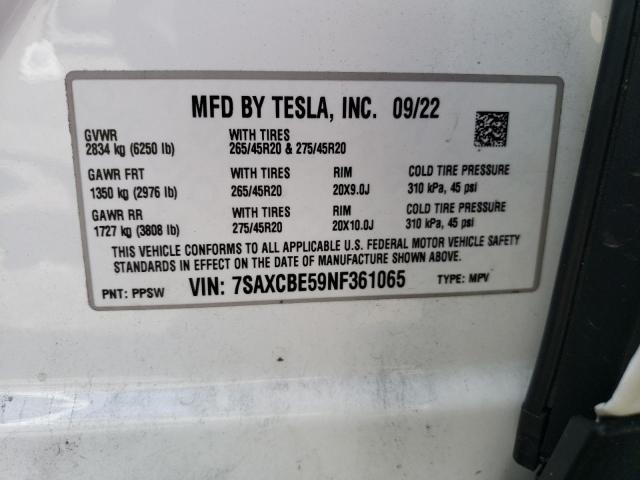 MFD BY TESLA, INC. 09/22
GVWR WITH TIRES
2834 kg (6250 lb) 265/45R20 & 275/45R20
GAWR FRT WITH TIRES RIM COLD TIRE PRESSURE
1350 kg (2976 lb) 265/45R20 20X9.0J 310 kPa, 45 psi
GAWR RR WITH TIRES RIM COLD TIRE PRESSURE
1727 kg (3808 lb) 275/45R20 20X10.0J 310 kPa, 45 psi
THIS VEHICLE CONFORMS TO ALL APPLICABLE U.S. FEDERAL MOTOR VEHICLE SAFETY
STANDARDS IN EFFECT ON THE DATE OF MANUFACTURE SHOWN ABOVE.
PNT: PPSW VIN: 7SAXCBE59NF361065 TYPE: MPV